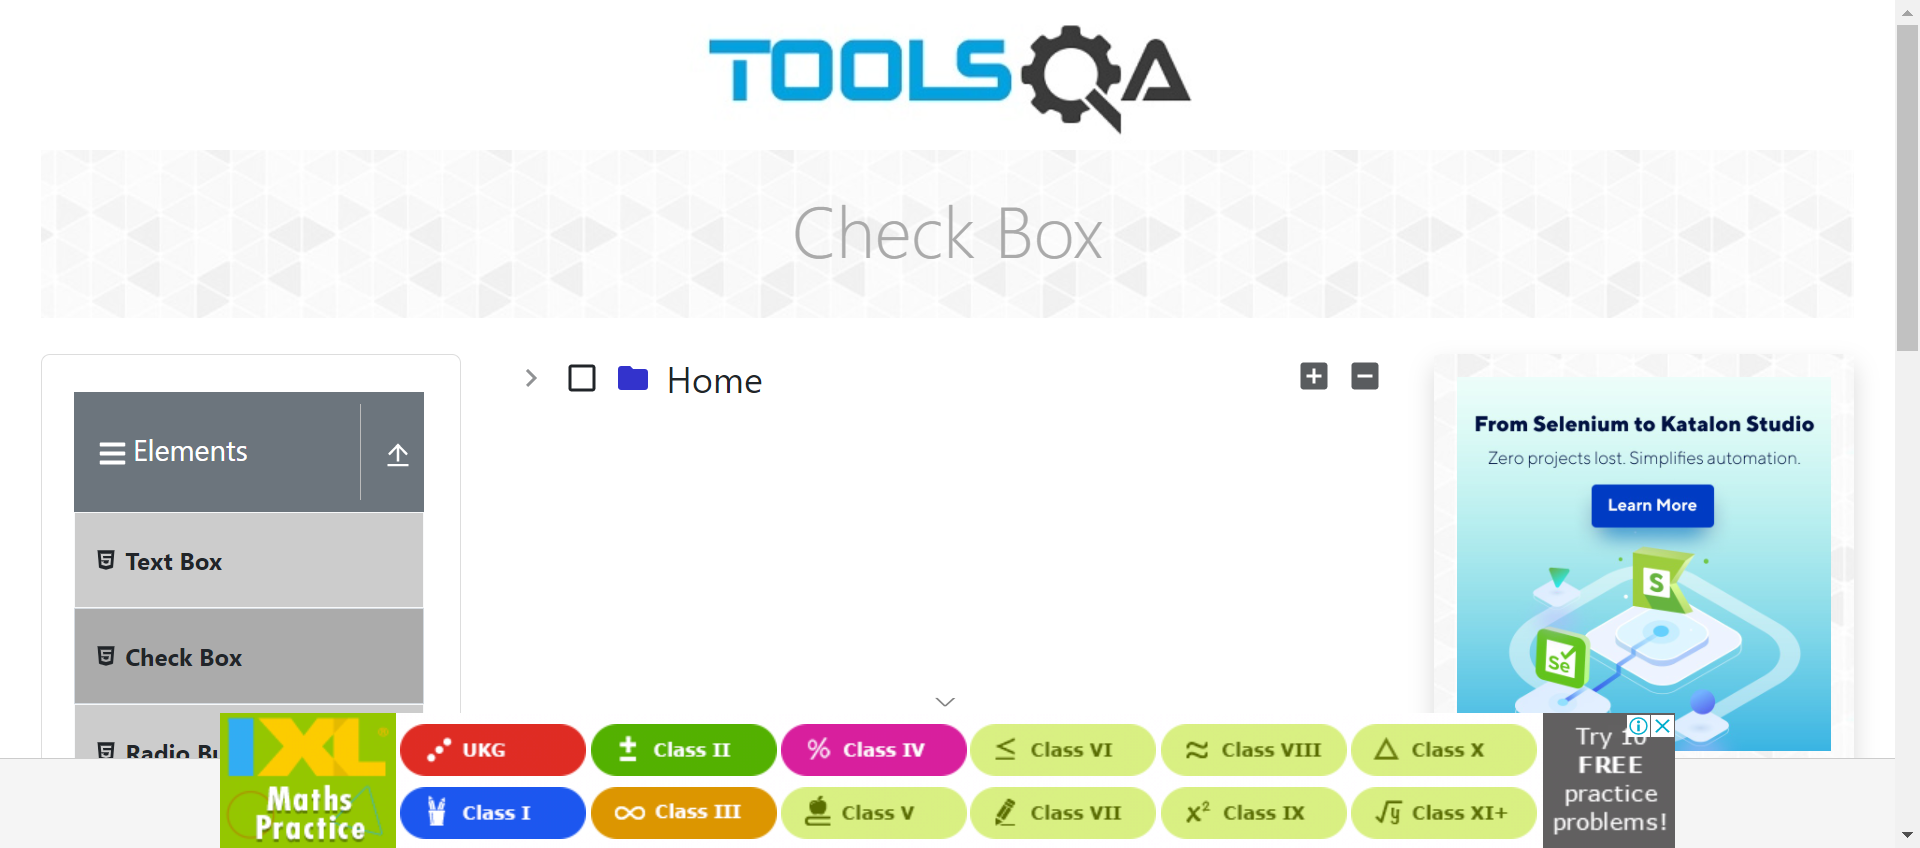 TOOLSQA
Check Box
Home
Elements
Text Box
Check Box
Radio Bu
From Selenium to Katalon Studio
Zero projects lost. Simplifies automation.
Learn More
S
Se
IXL®
Maths
Practice
UKG
± Class II
% Class IV
≤ Class VI
≈ Class VIII
△ Class X
Class I
∞ Class III
Class V
Class VII
x² Class IX
√y Class XI+
Try 10
FREE
practice
problems!